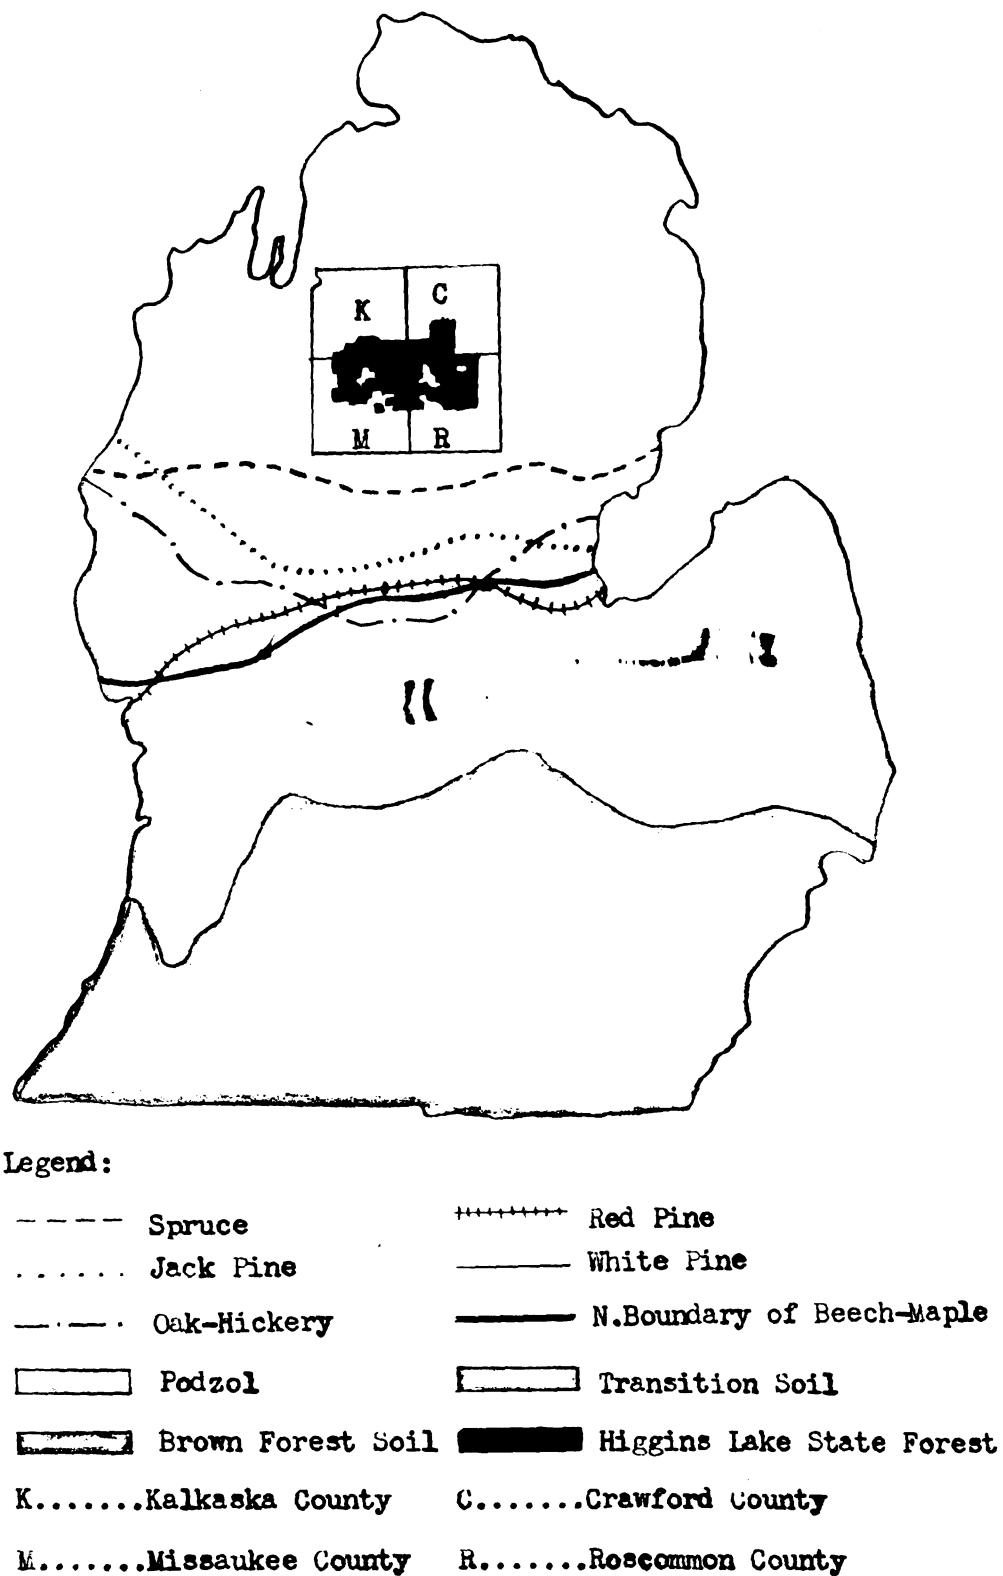 K
C
M
R
Legend:
Spruce
Red Pine
Jack Pine
White Pine
Oak-Hickery
N.Boundary of Beech-Maple
Podzol
Transition Soil
Brown Forest Soil
Higgins Lake State Forest
K.......Kalkaska County
C.......Crawford County
M.......Missaukee County
R.......Roscommon County